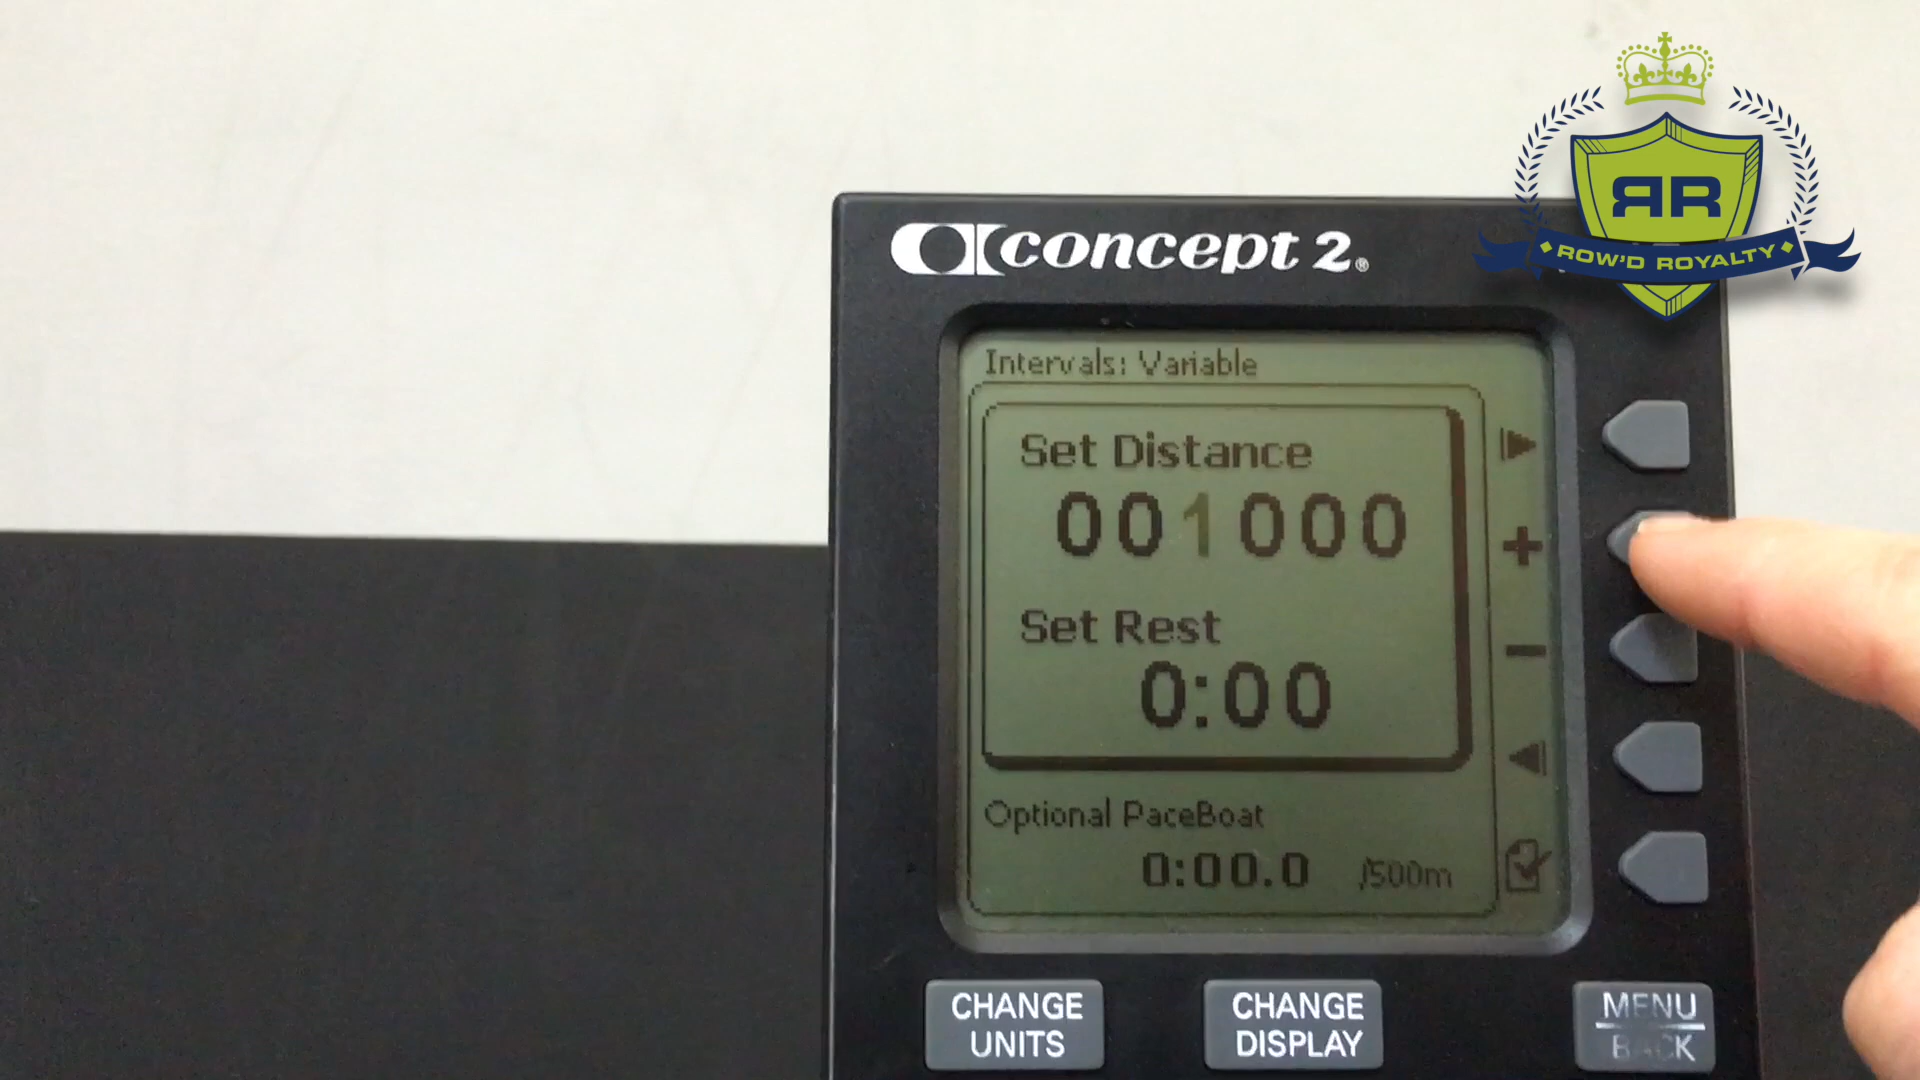 ЯR
ROW'D ROYALTY
concept 2®
Intervals: Variable
Set Distance
001000
Set Rest
0:00
Optional PaceBoat
0:00.0 /500m
CHANGE
UNITS
CHANGE
DISPLAY
MENU
BACK